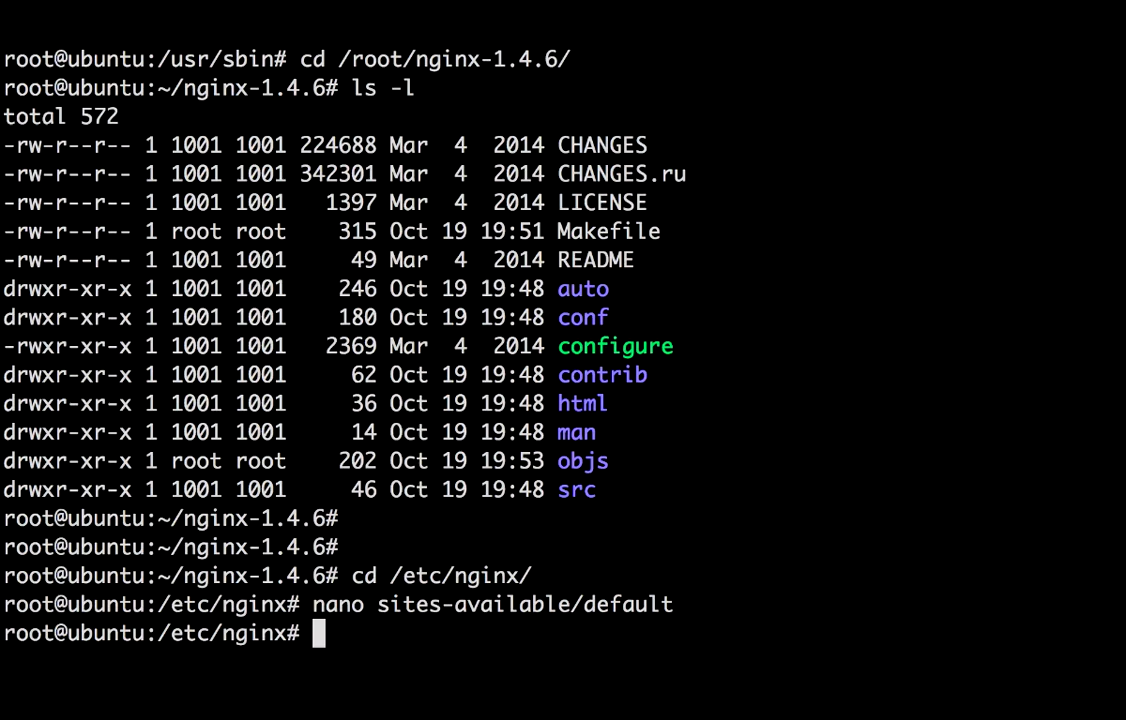 root@ubuntu:/usr/sbin# cd /root/nginx-1.4.6/
root@ubuntu:~/nginx-1.4.6# ls -l
total 572
-rw-r--r-- 1 1001 1001 224688 Mar  4  2014 CHANGES
-rw-r--r-- 1 1001 1001 342301 Mar  4  2014 CHANGES.ru
-rw-r--r-- 1 1001 1001   1397 Mar  4  2014 LICENSE
-rw-r--r-- 1 root root    315 Oct 19 19:51 Makefile
-rw-r--r-- 1 1001 1001     49 Mar  4  2014 README
drwxr-xr-x 1 1001 1001    246 Oct 19 19:48 auto
drwxr-xr-x 1 1001 1001    180 Oct 19 19:48 conf
-rwxr-xr-x 1 1001 1001   2369 Mar  4  2014 configure
drwxr-xr-x 1 1001 1001     62 Oct 19 19:48 contrib
drwxr-xr-x 1 1001 1001     36 Oct 19 19:48 html
drwxr-xr-x 1 1001 1001     14 Oct 19 19:48 man
drwxr-xr-x 1 root root    202 Oct 19 19:53 objs
drwxr-xr-x 1 1001 1001     46 Oct 19 19:48 src
root@ubuntu:~/nginx-1.4.6#
root@ubuntu:~/nginx-1.4.6#
root@ubuntu:~/nginx-1.4.6# cd /etc/nginx/
root@ubuntu:/etc/nginx# nano sites-available/default
root@ubuntu:/etc/nginx#